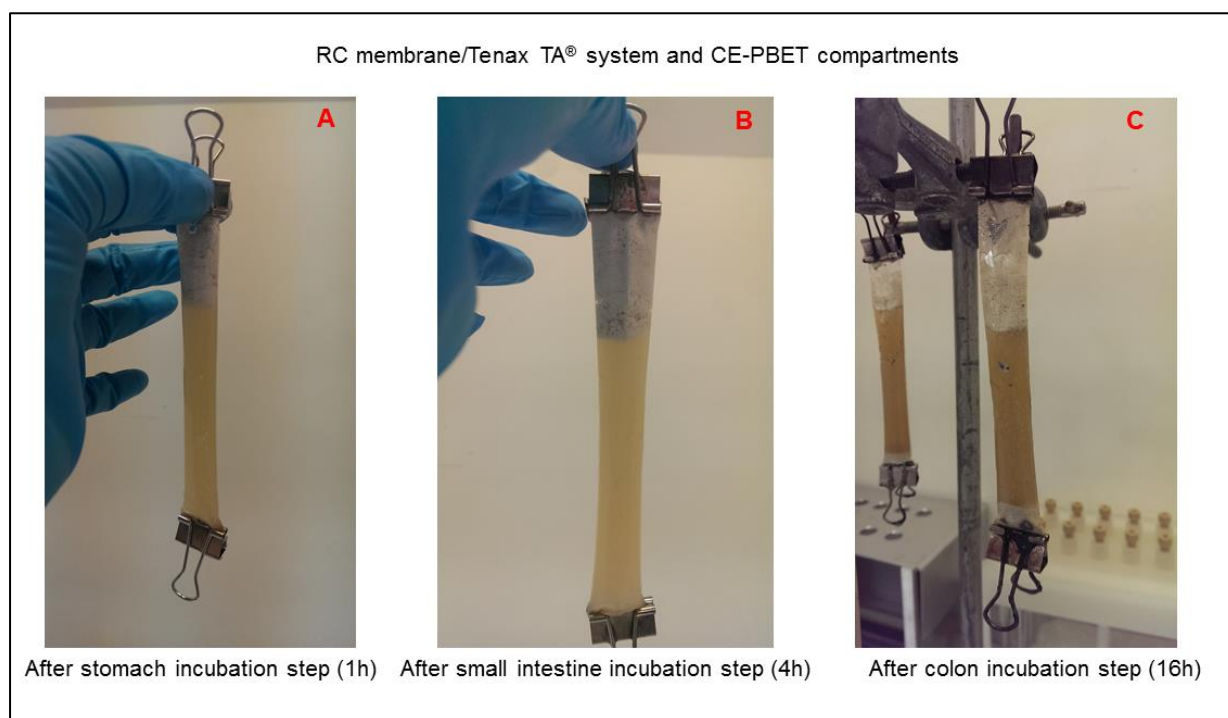 RC membrane/Tenax TA® system and CE-PBET compartments
A
B
C
After stomach incubation step (1h)
After small intestine incubation step (4h)
After colon incubation step (16h)